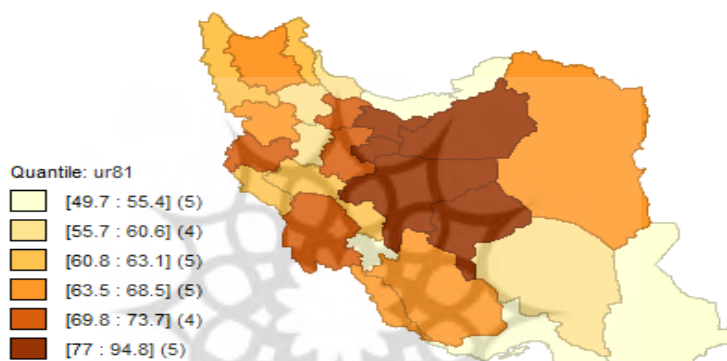 Quantile: ur81
[49.7 : 55.4] (5)
[55.7 : 60.6] (4)
[60.8 : 63.1] (5)
[63.5 : 68.5] (5)
[69.8 : 73.7] (4)
[77 : 94.8] (5)